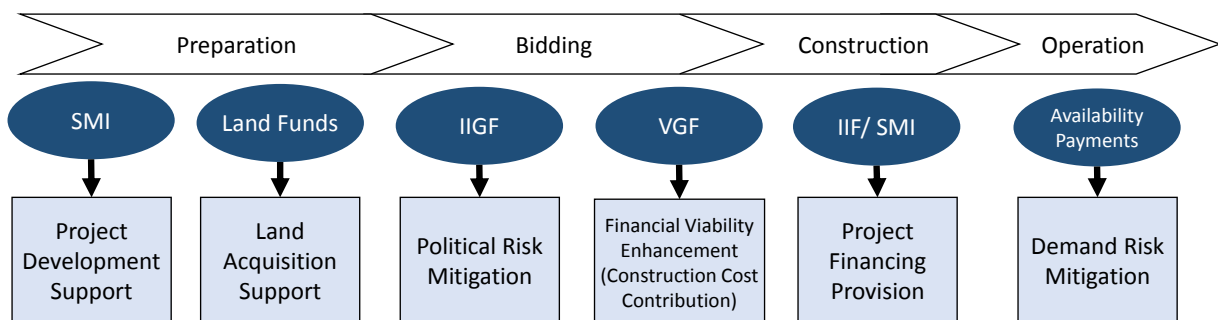 Preparation
Bidding
Construction
Operation
SMI
Land Funds
IIGF
VGF
IIF/ SMI
Availability
Payments
Project
Development
Support
Land
Acquisition
Support
Political Risk
Mitigation
Financial Viability
Enhancement
(Construction Cost
Contribution)
Project
Financing
Provision
Demand Risk
Mitigation